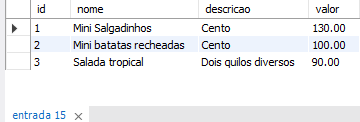 id nome descricao valor
1 Mini Salgadinhos Cento 130.00
2 Mini batatas recheadas Cento 100.00
3 Salada tropical Dois quilos diversos 90.00
entrada 15